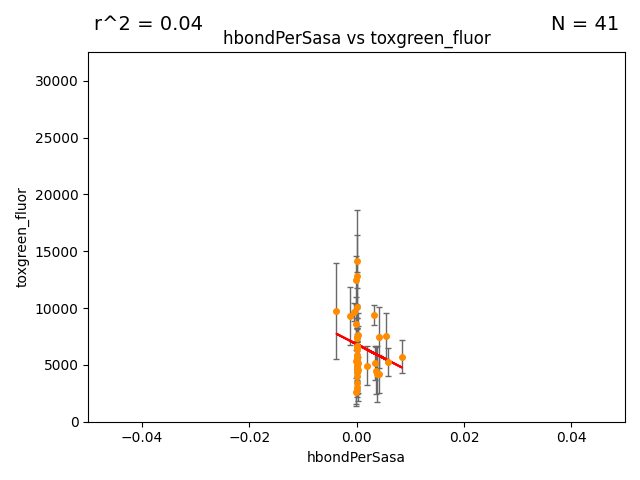 r^2 = 0.04
N = 41
hbondPerSasa vs toxgreen_fluor
30000
25000
20000
15000
10000
5000
0
toxgreen_fluor
−0.04
−0.02
0.00
0.02
0.04
hbondPerSasa